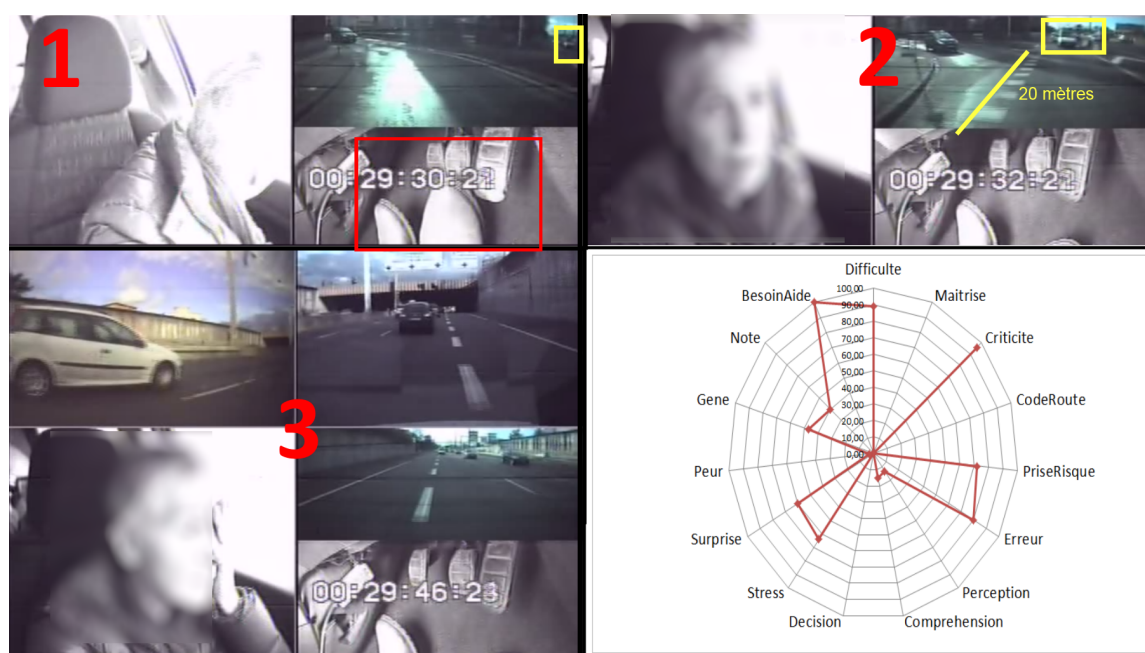 1
00:29:30:21
2
20 mètres
00:29:32:21
3
00:29:46:23
Difficulte
Maitrise
Criticite
CodeRoute
PriseRisque
Erreur
Perception
Comprehension
Decision
Stress
Surprise
Peur
Gene
Note
BesoinAide
100,00
90,00
80,00
70,00
60,00
50,00
40,00
30,00
20,00
10,00
0,00